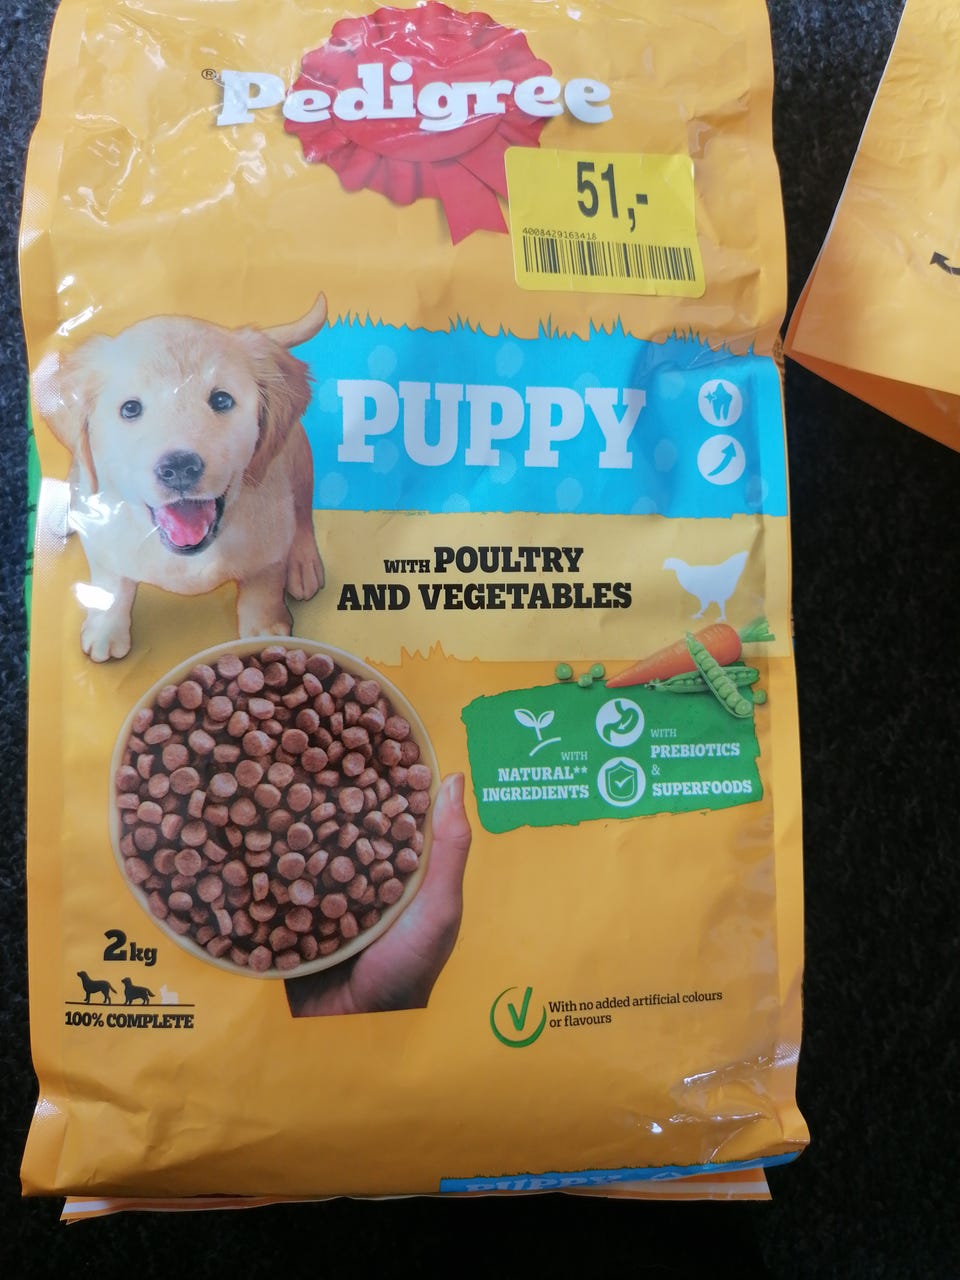 ® Pedigree
51,-
4008429163418
PUPPY
WITH POULTRY
AND VEGETABLES
WITH
NATURAL**
INGREDIENTS
WITH
PREBIOTICS
&
SUPERFOODS
2kg
100% COMPLETE
With no added artificial colours
or flavours
PUPPY